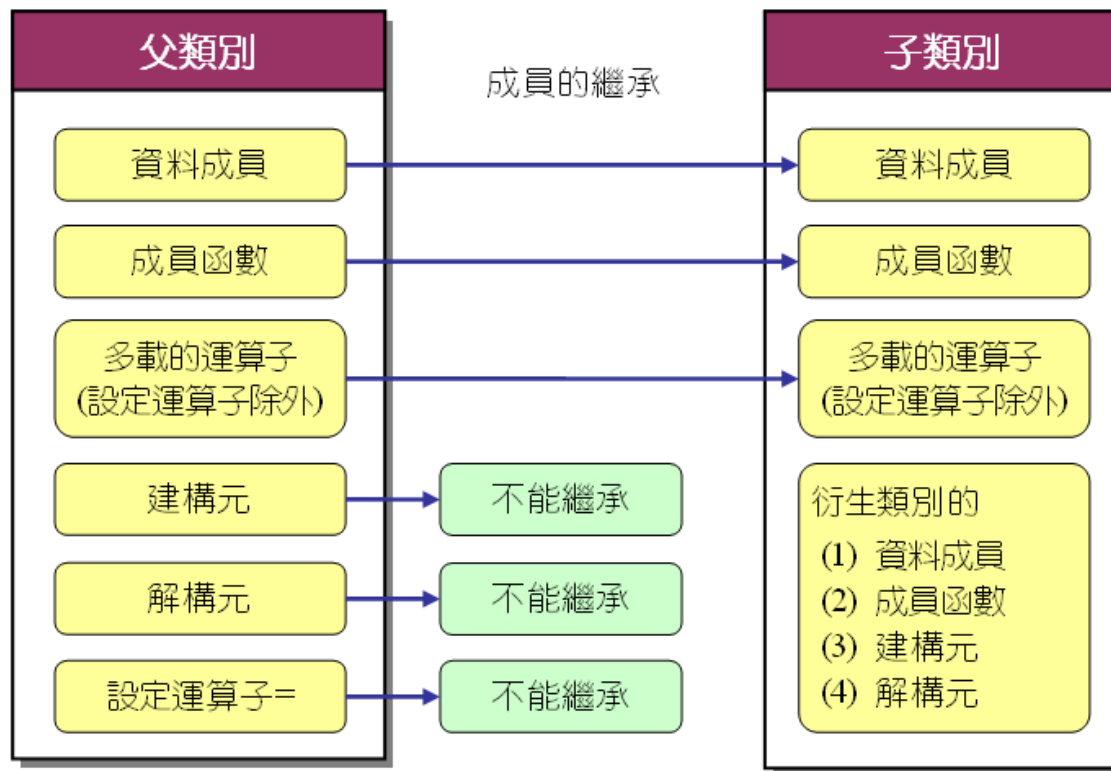 父類別
成員的繼承
子類別
資料成員
資料成員
成員函數
成員函數
多載的運算子
(設定運算子除外)
多載的運算子
(設定運算子除外)
建構元
不能繼承
解構元
不能繼承
設定運算子=
不能繼承
衍生類別的
(1) 資料成員
(2) 成員函數
(3) 建構元
(4) 解構元